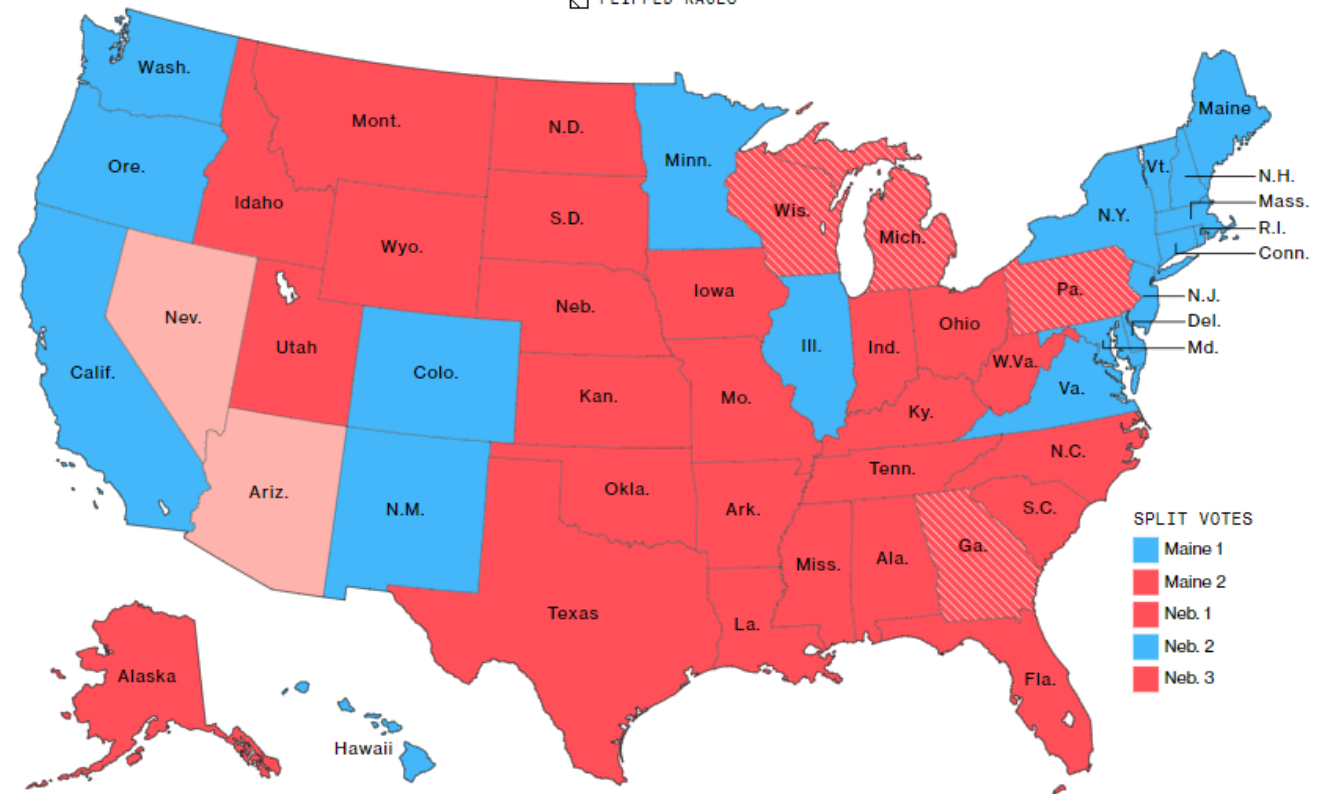 FLIPPED RACES
Wash.
Mont.
N.D.
Minn.
Maine
Ore.
Idaho
S.D.
Wis.
Mich.
Vt.
N.H.
N.Y.
Mass.
R.I.
Conn.
Wyo.
Iowa
Pa.
N.J.
Nev.
Neb.
Ohio
Del.
Utah
Ill.
Ind.
Md.
Calif.
Colo.
Kan.
Mo.
W.Va.
Va.
Ky.
Ariz.
N.M.
Okla.
Ark.
Tenn.
N.C.
S.C.
Miss.
Ala.
Ga.
Texas
La.
Fla.
Alaska
Hawaii
SPLIT VOTES
Maine 1
Maine 2
Neb. 1
Neb. 2
Neb. 3